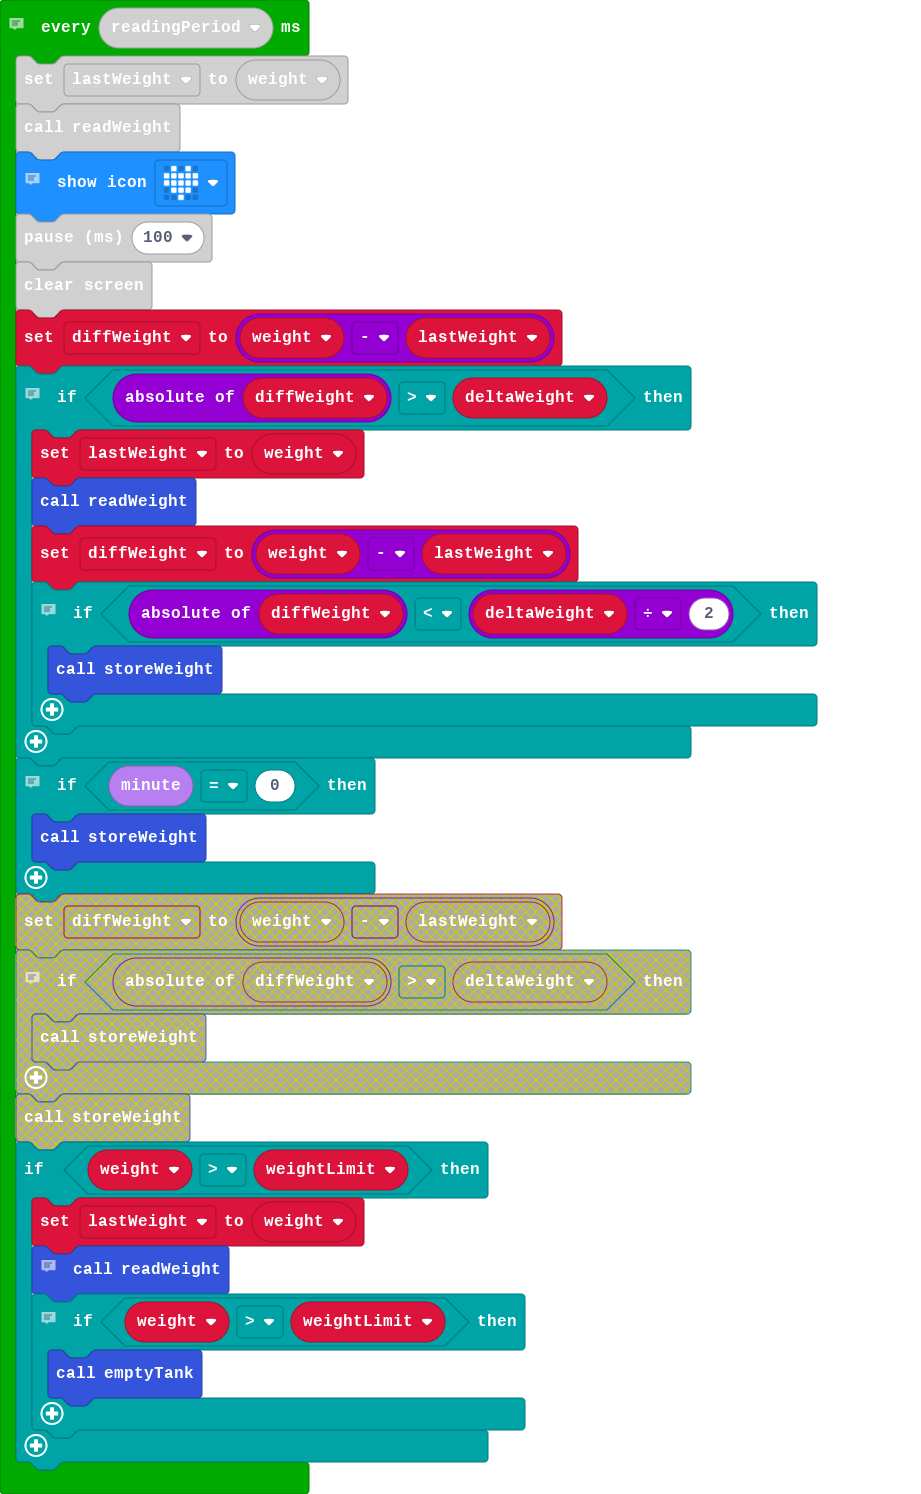 every readingPeriod ms
set lastWeight to weight
call readWeight
show icon
pause (ms) 100
clear screen
set diffWeight to weight - lastWeight
if absolute of diffWeight > deltaWeight then
set lastWeight to weight
call readWeight
set diffWeight to weight - lastWeight
if absolute of diffWeight < deltaWeight ÷ 2 then
call storeWeight
if minute = 0 then
call storeWeight
set diffWeight to weight - lastWeight
if absolute of diffWeight > deltaWeight then
call storeWeight
call storeWeight
if weight > weightLimit then
set lastWeight to weight
call readWeight
if weight > weightLimit then
call emptyTank